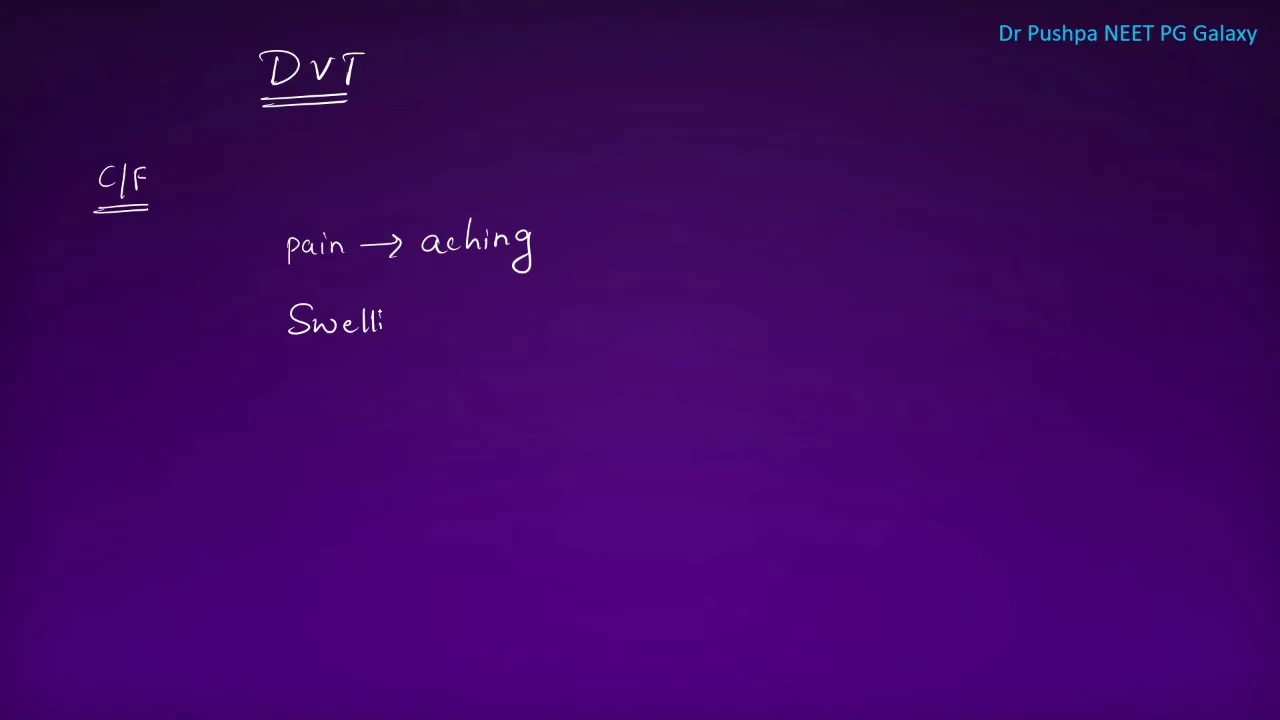 Dr Pushpa NEET PG Galaxy
DVT
C/F
pain → aching
Swelli